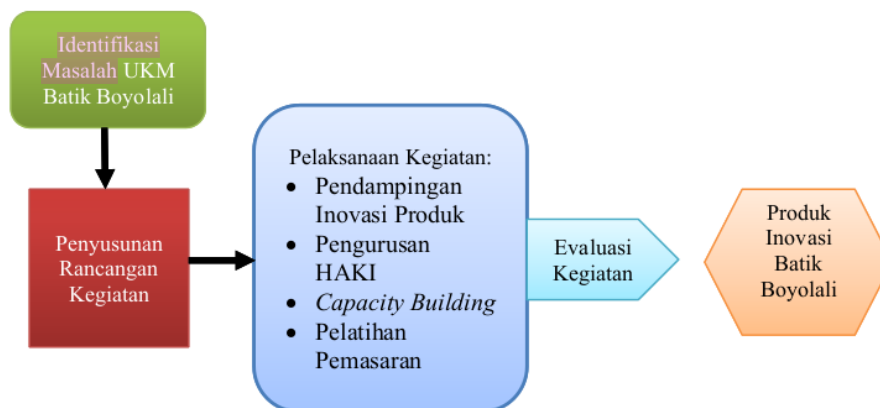 Identifikasi
Masalah UKM
Batik Boyolali
Penyusunan
Rancangan
Kegiatan
Pelaksanaan Kegiatan:
• Pendampingan
Inovasi Produk
• Pengurusan
HAKI
• Capacity Building
• Pelatihan
Pemasaran
Evaluasi
Kegiatan
Produk
Inovasi
Batik
Boyolali